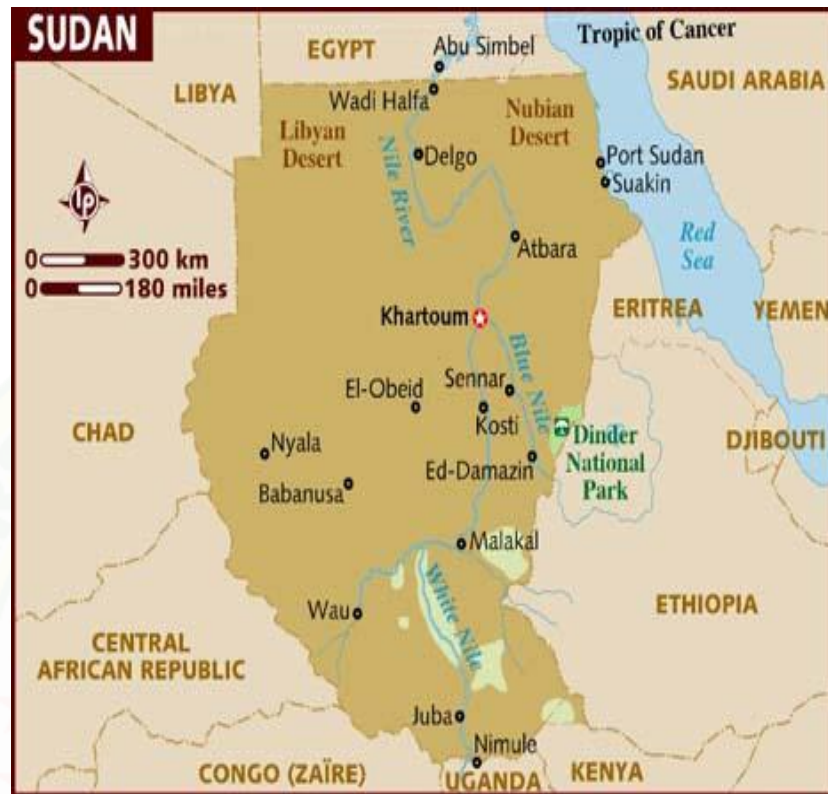 SUDAN
EGYPT
Abu Simbel
Tropic of Cancer
LIBYA
SAUDI ARABIA
Wadi Halfa
Libyan
Desert
Nubian
Desert
Nile River
Delgo
Port Sudan
Suakin
lp
Red
Sea
Atbara
0 300 km
0 180 miles
ERITREA
YEMEN
Khartoum
Blue Nile
Sennar
El-Obeid
Kosti
CHAD
Dinder
National
Park
DJIBOUTI
Nyala
Ed-Damazin
Babanusa
Malakal
White Nile
Wau
ETHIOPIA
CENTRAL
AFRICAN REPUBLIC
Juba
Nimule
CONGO (ZAÏRE)
UGANDA
KENYA